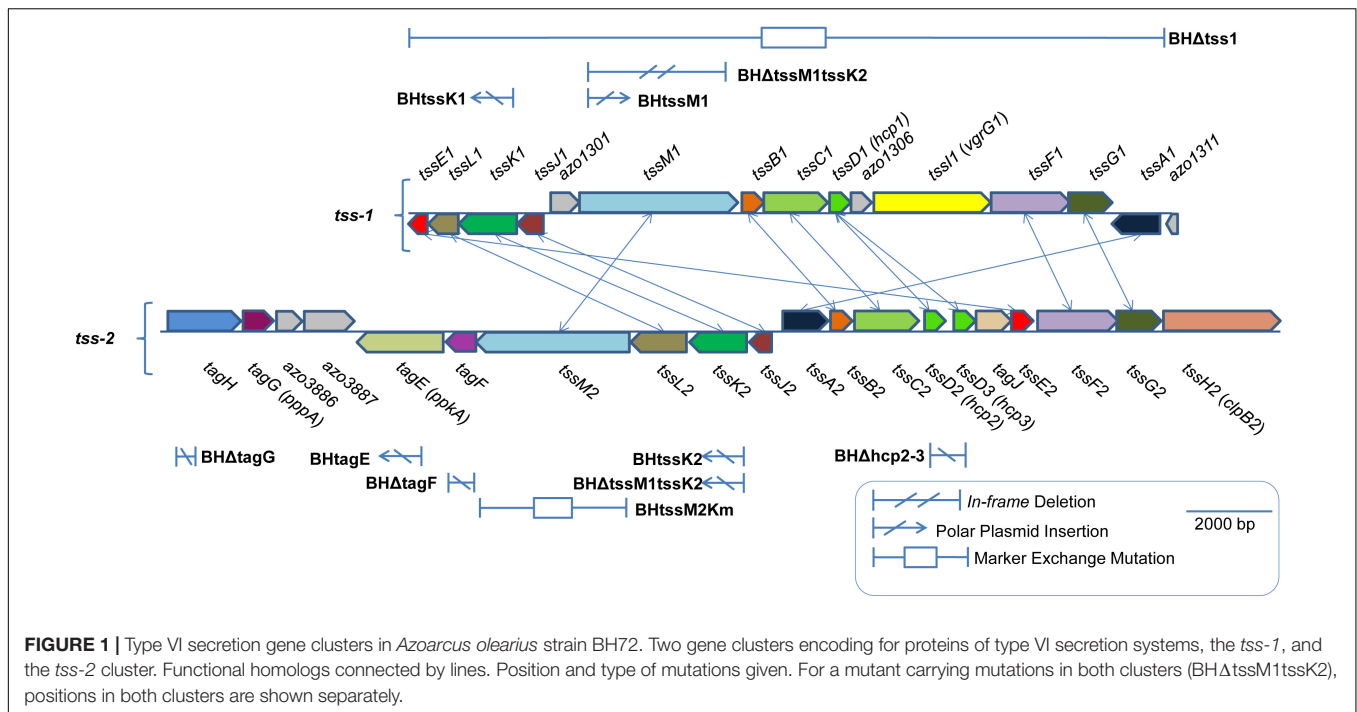 BHΔtss1
BHΔtssM1tssK2
BHtssK1 BHtssM1
tssE1 tssL1 tssK1 tssJ1 azo1301 tssM1 tssB1 tssC1 tssD1 (hcp1) azo1306 tssI1 (vgrG1) tssF1 tssG1 tssA1 azo1311
tss-1
tss-2
tagH tagG (pppA) azo3886 azo3887 tagE (ppkA) tagF tssM2 tssL2 tssK2 tssJ2 tssA2 tssB2 tssC2 tssD2 (hcp2) tssD3 (hcp3) tagJ tssE2 tssF2 tssG2 tssH2 (clpB2)
BHΔtagG BHtagE BHtssK2 BHΔhcp2-3
BHΔtagF BHΔtssM1tssK2
BHtssM2Km
In-frame Deletion
Polar Plasmid Insertion
Marker Exchange Mutation
2000 bp
FIGURE 1 | Type VI secretion gene clusters in Azoarcus olearius strain BH72. Two gene clusters encoding for proteins of type VI secretion systems, the tss-1, and
the tss-2 cluster. Functional homologs connected by lines. Position and type of mutations given. For a mutant carrying mutations in both clusters (BHΔtssM1tssK2),
positions in both clusters are shown separately.